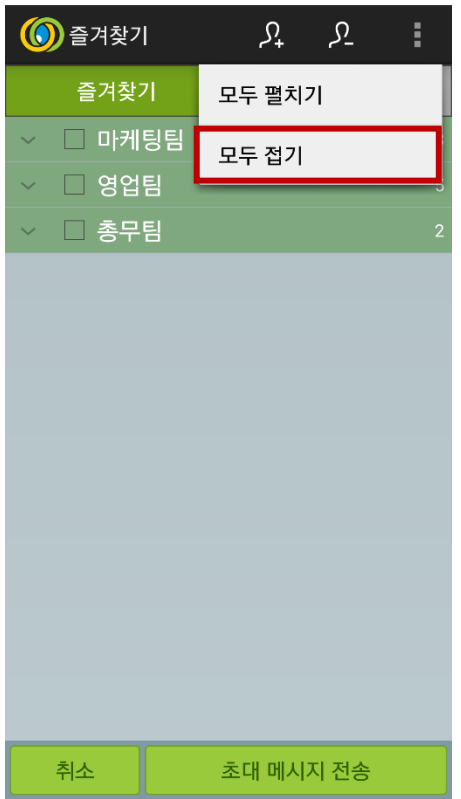 즐겨찾기
즐겨찾기
모두 펼치기
마케팅팀
모두 접기
영업팀
5
총무팀
2
취소
초대 메시지 전송